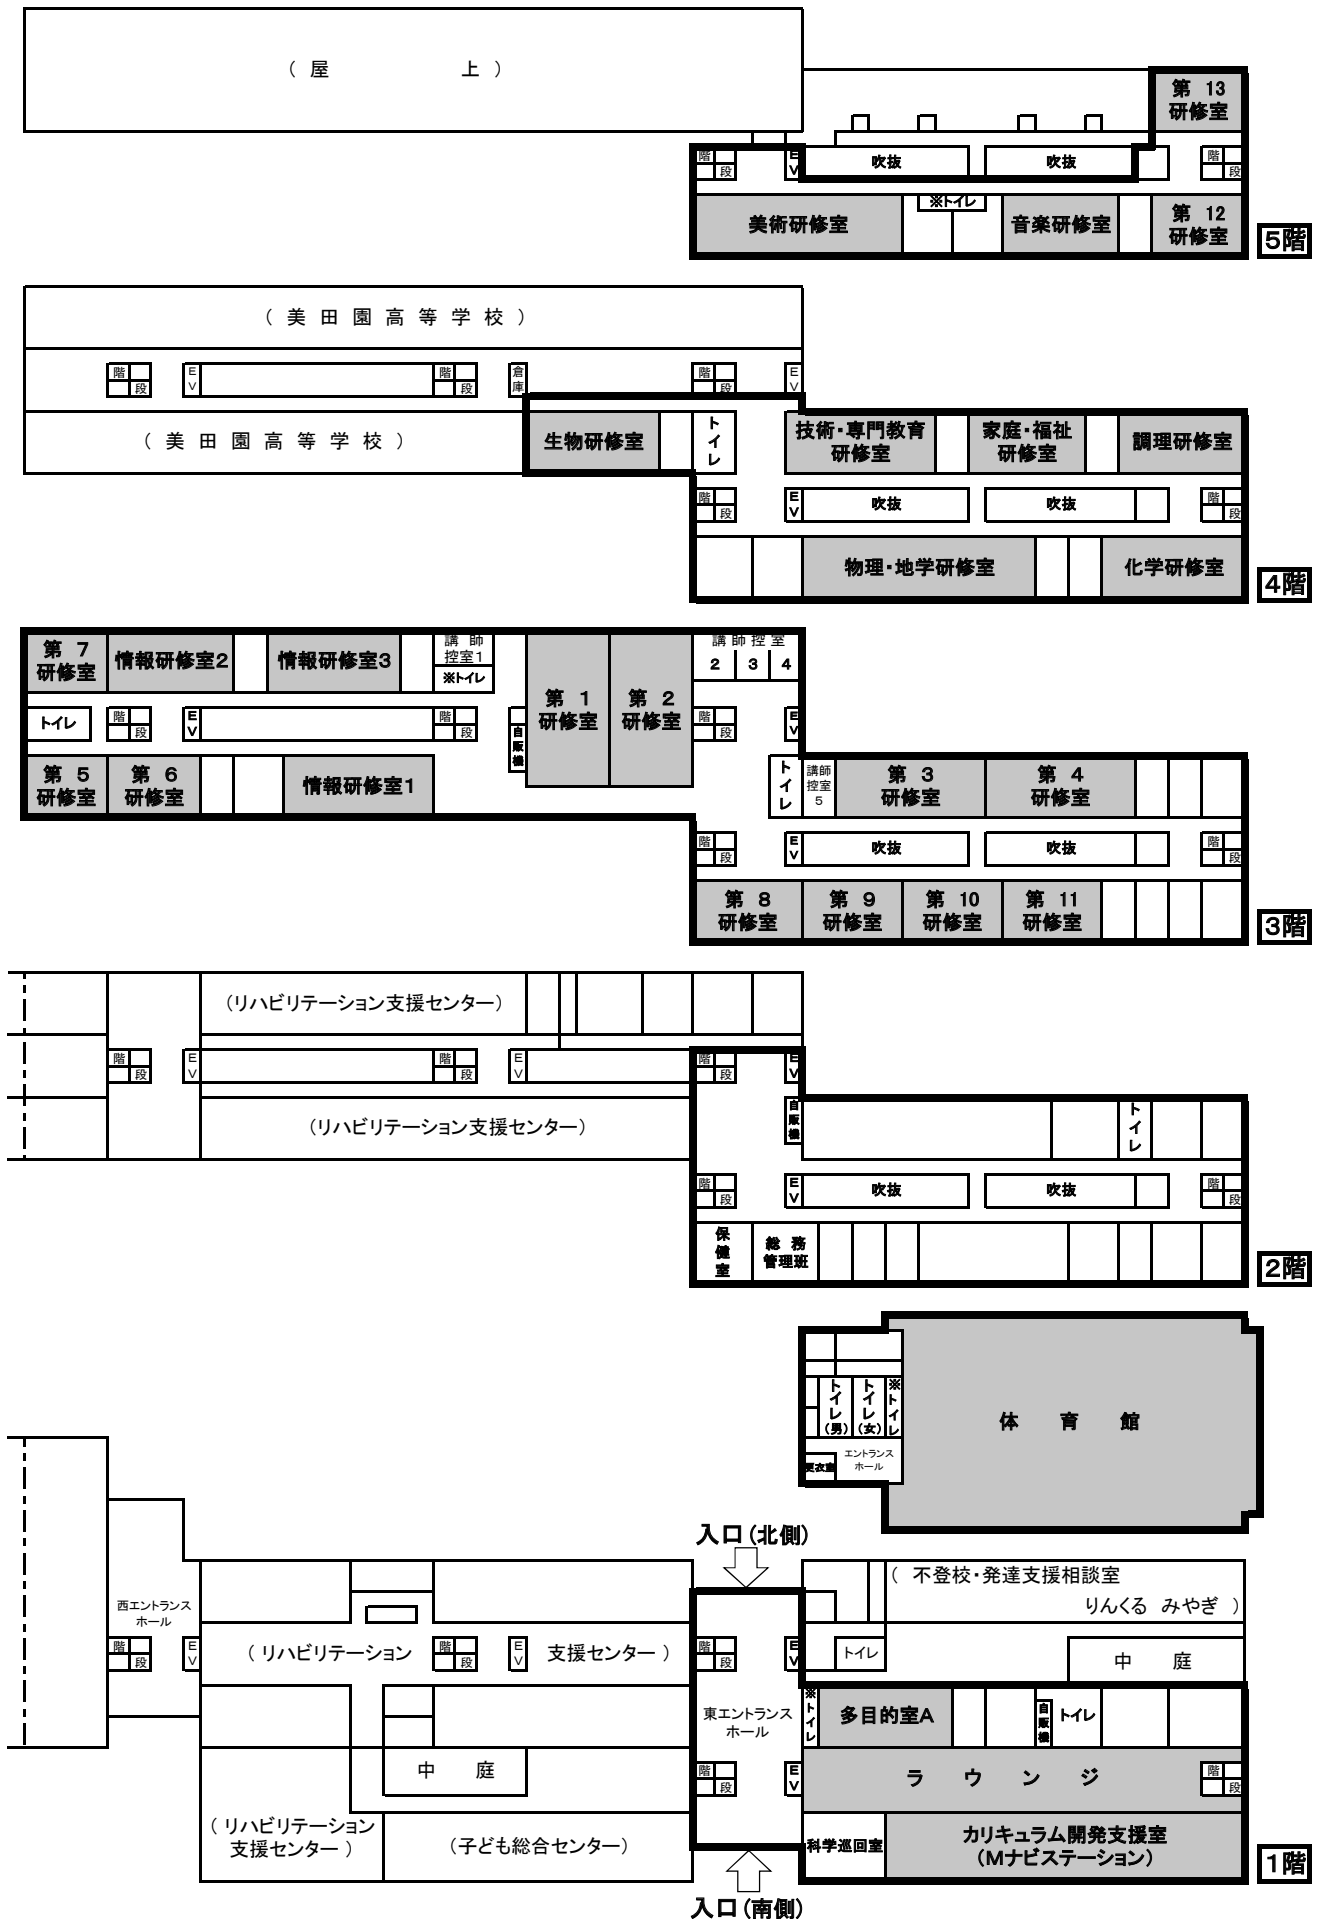 （ 屋 上 ）
第 13
研修室
階
段
E
V
吹抜
吹抜
階
段
美術研修室
※トイレ
音楽研修室
第 12
研修室
5階
（ 美 田 園 高 等 学 校 ）
階
段
E
V
階
段
倉
庫
階
段
E
V
（ 美 田 園 高 等 学 校 ）
生物研修室
ト
イ
レ
技術・専門教育
研修室
家庭・福祉
研修室
調理研修室
階
段
E
V
吹抜
吹抜
階
段
物理・地学研修室
化学研修室
4階
第 7
研修室
情報研修室2
情報研修室3
講 師
控室1
※トイレ
第 1
研修室
第 2
研修室
講 師 控 室
2 3 4
トイレ
階
段
E
V
階
段
自
販
機
階
段
E
V
第 5
研修室
第 6
研修室
情報研修室1
ト
イ
レ
講師
控室
5
第 3
研修室
第 4
研修室
階
段
E
V
吹抜
吹抜
階
段
第 8
研修室
第 9
研修室
第 10
研修室
第 11
研修室
3階
（リハビリテーション支援センター）
階
段
E
V
階
段
E
V
階
段
E
V
（リハビリテーション支援センター）
自
販
機
ト
イ
レ
階
段
E
V
吹抜
吹抜
階
段
保
健
室
総 務
管理班
2階
トイレ
（男）
トイレ
（女）
※トイレ
体 育 館
更衣室
エントランス
ホール
入口（北側）
（ 不登校・発達支援相談室
りんくる みやぎ ）
西エントランス
ホール
階
段
E
V
（ リハビリテーション
階
段
E
V
支援センター ）
階
段
E
V
トイレ
中 庭
東エントランス
ホール
※トイレ
多目的室A
自
販
機
トイレ
中 庭
階
段
E
V
ラ ウ ン ジ
階
段
（ リハビリテーション
支援センター ）
（子ども総合センター）
科学巡回室
カリキュラム開発支援室
（Mナビステーション）
1階
入口（南側）